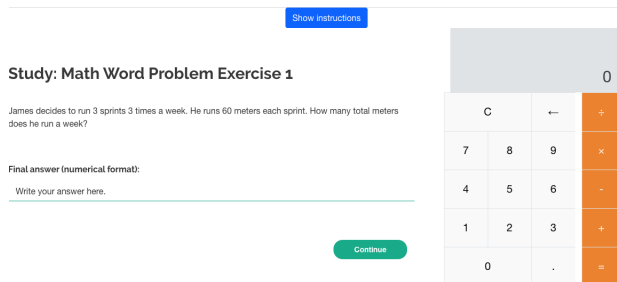 Show instructions
Study: Math Word Problem Exercise 1
James decides to run 3 sprints 3 times a week. He runs 60 meters each sprint. How many total meters
does he run a week?
Final answer (numerical format):
Write your answer here.
Continue
0
C ← ÷
7 8 9 ×
4 5 6 -
1 2 3 +
0 . =